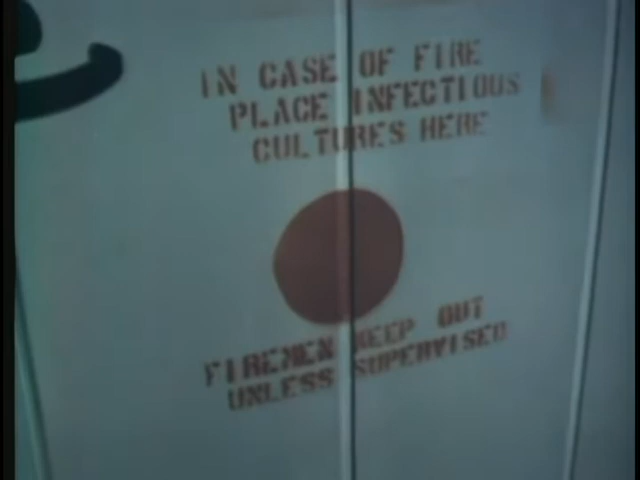 IN CASE OF FIRE
PLACE INFECTIOUS
CULTURES HERE
FIREMEN KEEP OUT
UNLESS SUPERVISED